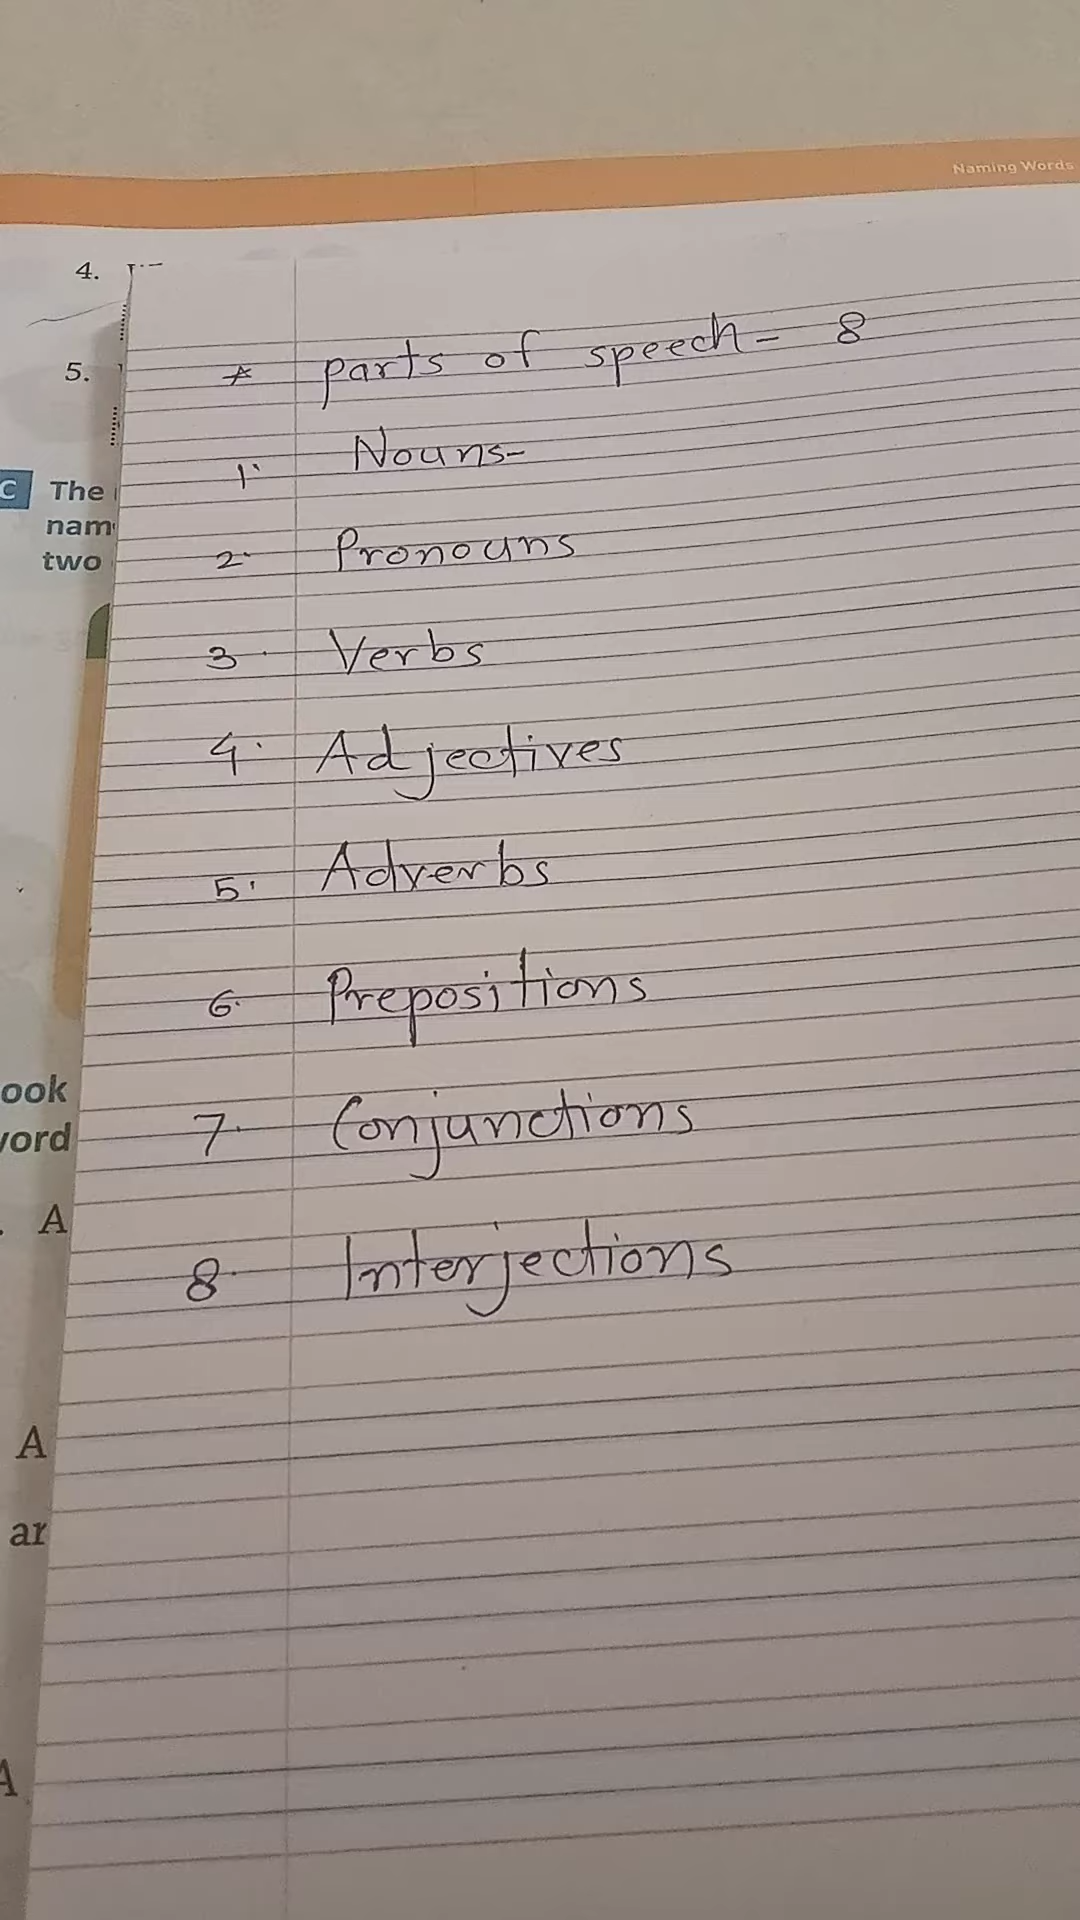 Naming Words
4.
5.
* parts of speech - 8
1. Nouns-
2. Pronouns
C The
nam
two
3. Verbs
4. Adjectives
5. Adverbs
6. Prepositions
ook
7. Conjunctions
ord
A
8. Interjections
A
ar
A